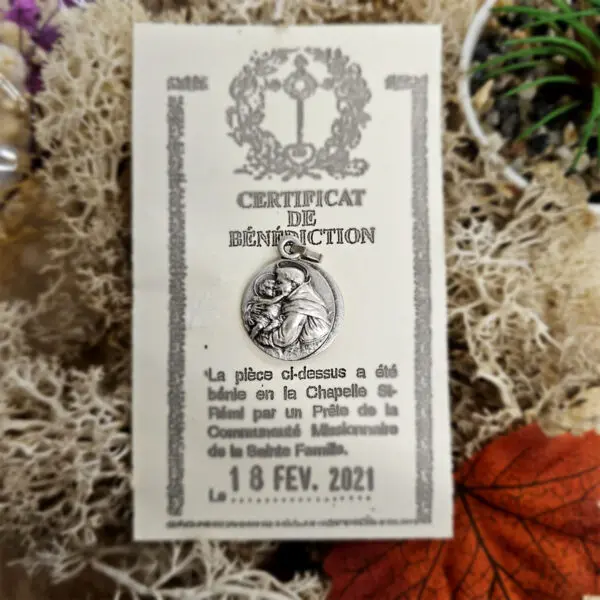 CERTIFICAT
DE
BÉNÉDICTION
La pièce ci-dessus a été
bénie en la Chapelle St-
Rémi par un Prête de la
Communauté Missionnaire
de la Sainte Famille.
Le 18 FEV. 2021